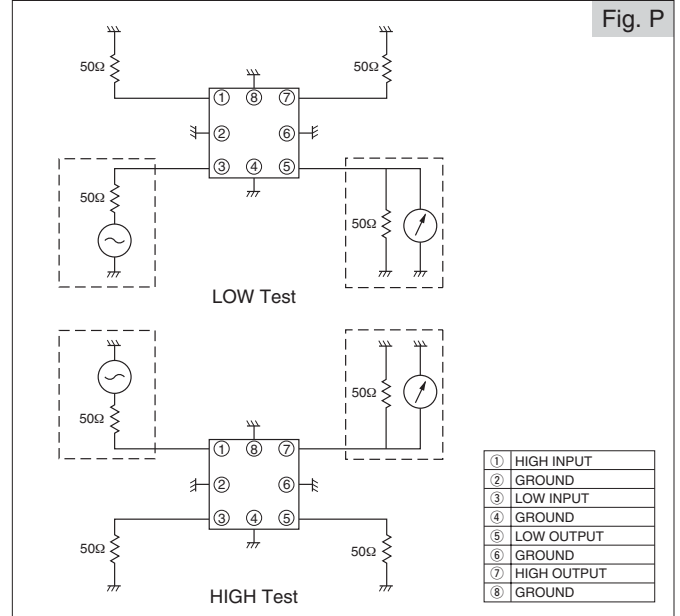 Fig. P
50Ω 50Ω
① ⑧ ⑦
② ⑥
③ ④ ⑤
50Ω 50Ω
LOW Test
50Ω 50Ω
① ⑧ ⑦
② ⑥
③ ④ ⑤
50Ω 50Ω
HIGH Test
① HIGH INPUT
② GROUND
③ LOW INPUT
④ GROUND
⑤ LOW OUTPUT
⑥ GROUND
⑦ HIGH OUTPUT
⑧ GROUND